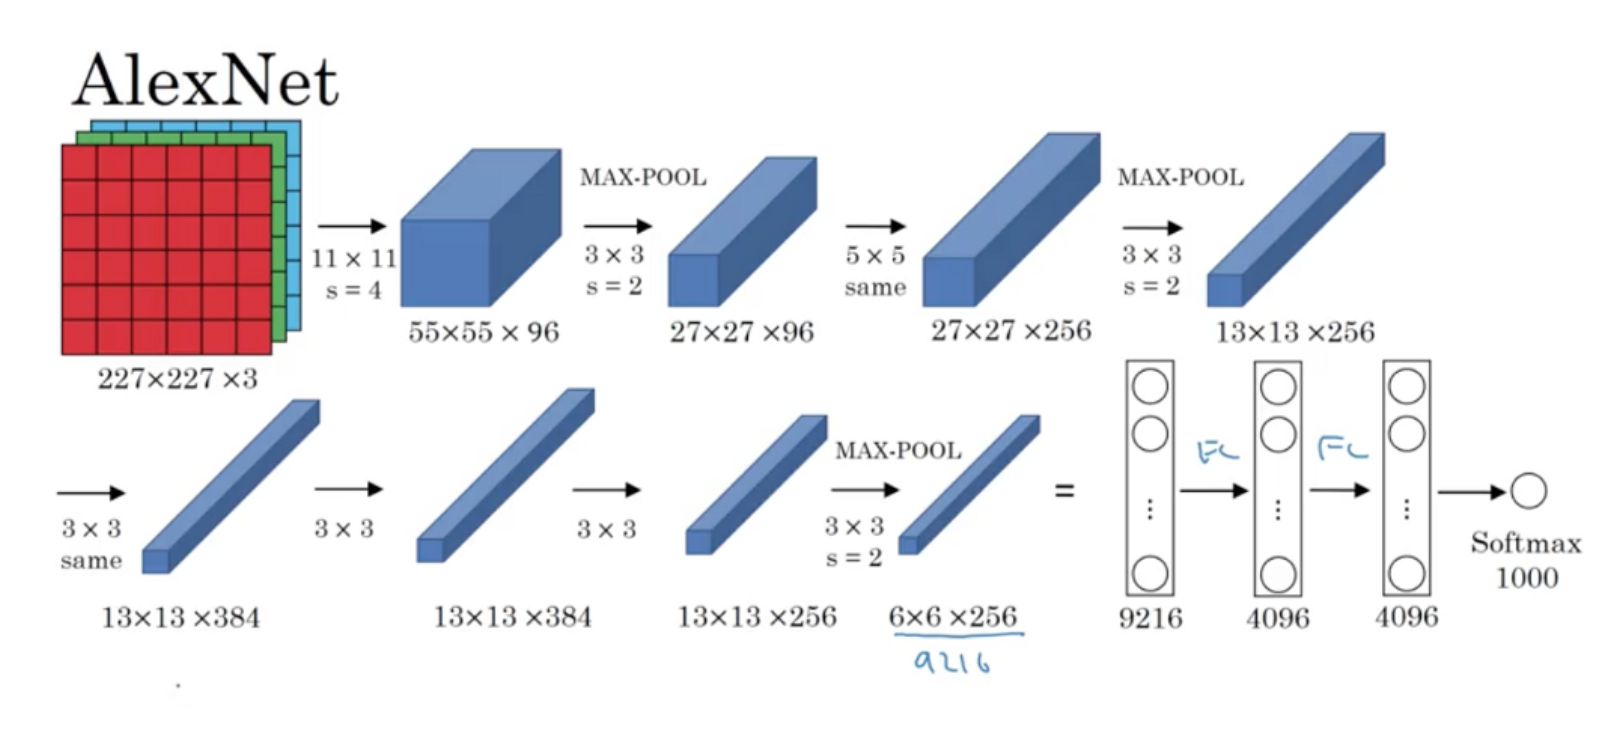 AlexNet
227×227 ×3
11 × 11
s = 4
55×55 × 96
MAX-POOL
3 × 3
s = 2
27×27 ×96
5 × 5
same
27×27 ×256
MAX-POOL
3 × 3
s = 2
13×13 ×256
3 × 3
same
13×13 ×384
3 × 3
13×13 ×384
3 × 3
13×13 ×256
MAX-POOL
3 × 3
s = 2
6×6 ×256
9216
=
9216
FC
4096
FC
4096
Softmax
1000